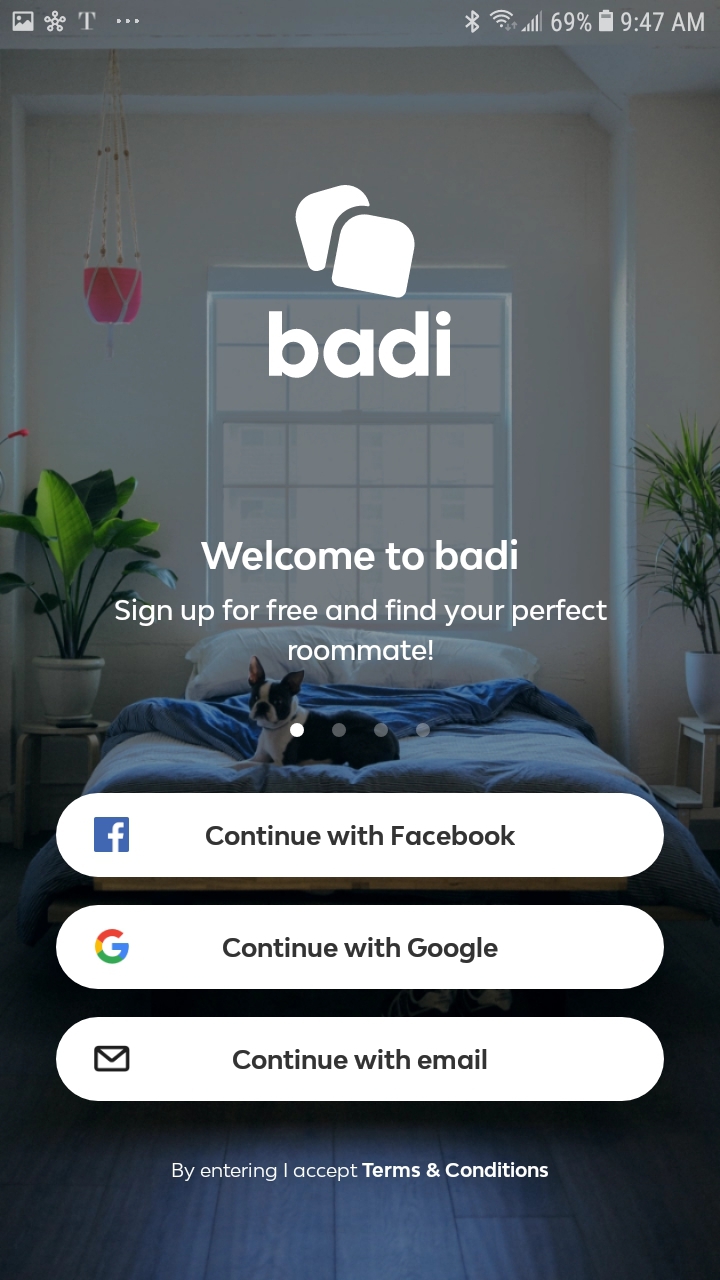 T 69% 9:47 AM
badi
Welcome to badi
Sign up for free and find your perfect
roommate!
Continue with Facebook
Continue with Google
Continue with email
By entering I accept Terms & Conditions